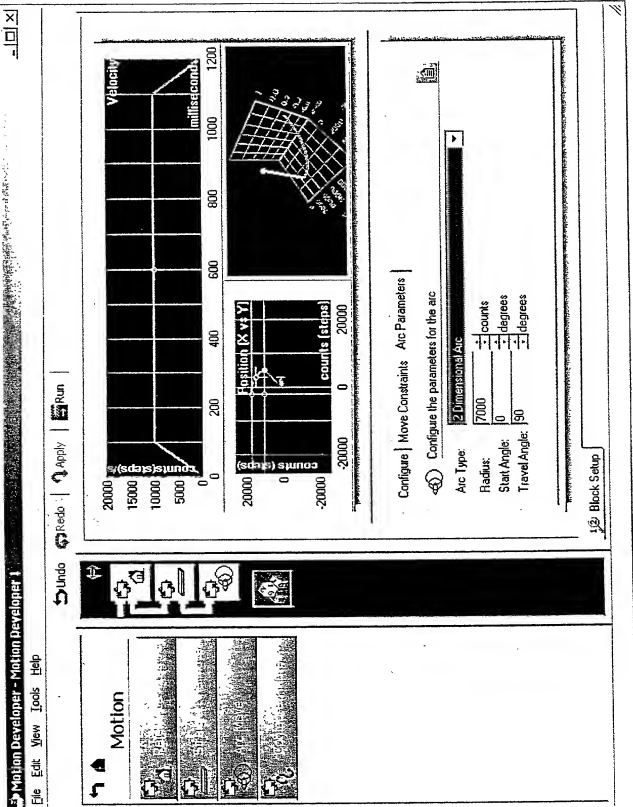 Motion Developer - Motion Developer 1
File Edit View Tools Help
Undo Redo Apply Run
Motion
Velocity
counts(steps)/s
20000
15000
10000
5000
0
0 200 400 600 800 1000 1200
milliseconds
Position (X vs Y)
counts (steps)
20000
0
-20000
-20000 0 20000
counts (steps)
Configure Move Constraints Arc Parameters
Configure the parameters for the arc
Arc Type: 2 Dimensional Arc
Radius: 7000 counts
Start Angle: 0 degrees
Travel Angle: 90 degrees
Block Setup